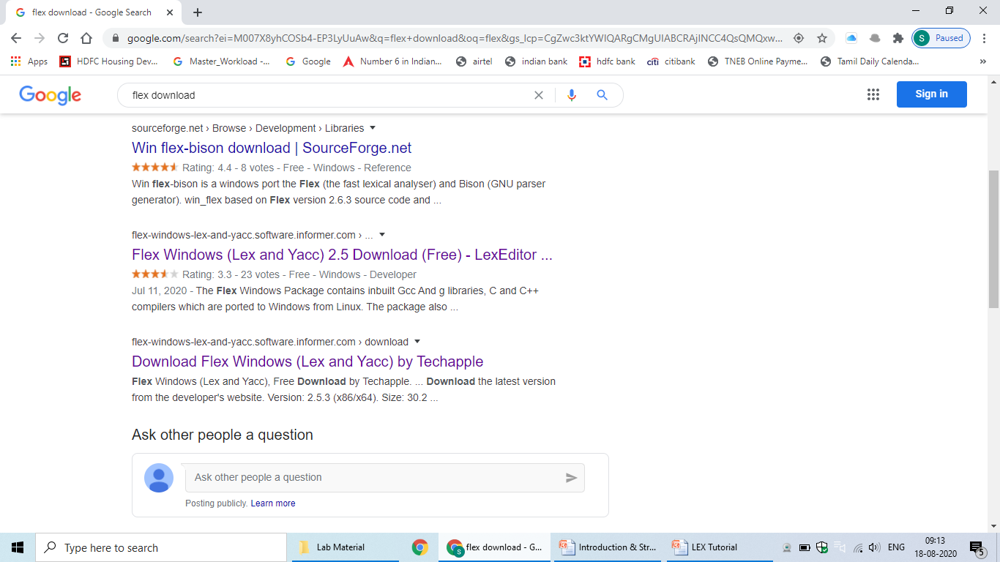 flex download - Google Search
google.com/search?ei=M007X8yhCOSb4-EP3LyUuAw&q=flex+download&oq=flex&gs_lcp=CgZwc3ktYWIQARgCMgUIABCRAjINCC4QsQMQxw...
S Paused
Apps HDFC Housing Dev... Master_Workload -... Google Number 6 in Indian... airtel indian bank hdfc bank citi citibank TNEB Online Payme... Tamil Daily Calenda... »
Google flex download Sign in
sourceforge.net › Browse › Development › Libraries
Win flex-bison download | SourceForge.net
Rating: 4.4 - 8 votes - Free - Windows - Reference
Win flex-bison is a windows port the Flex (the fast lexical analyser) and Bison (GNU parser
generator). win_flex based on Flex version 2.6.3 source code and ...
flex-windows-lex-and-yacc.software.informer.com › ...
Flex Windows (Lex and Yacc) 2.5 Download (Free) - LexEditor ...
Rating: 3.3 - 23 votes - Free - Windows - Developer
Jul 11, 2020 - The Flex Windows Package contains inbuilt Gcc And g libraries, C and C++
compilers which are ported to Windows from Linux. The package also ...
flex-windows-lex-and-yacc.software.informer.com › download
Download Flex Windows (Lex and Yacc) by Techapple
Flex Windows (Lex and Yacc), Free Download by Techapple. ... Download the latest version
from the developer's website. Version: 2.5.3 (x86/x64). Size: 30.2 ...
Ask other people a question
Ask other people a question
Posting publicly. Learn more
Type here to search Lab Material S flex download - G... Introduction & Str... LEX Tutorial ENG 09:13
18-08-2020 5